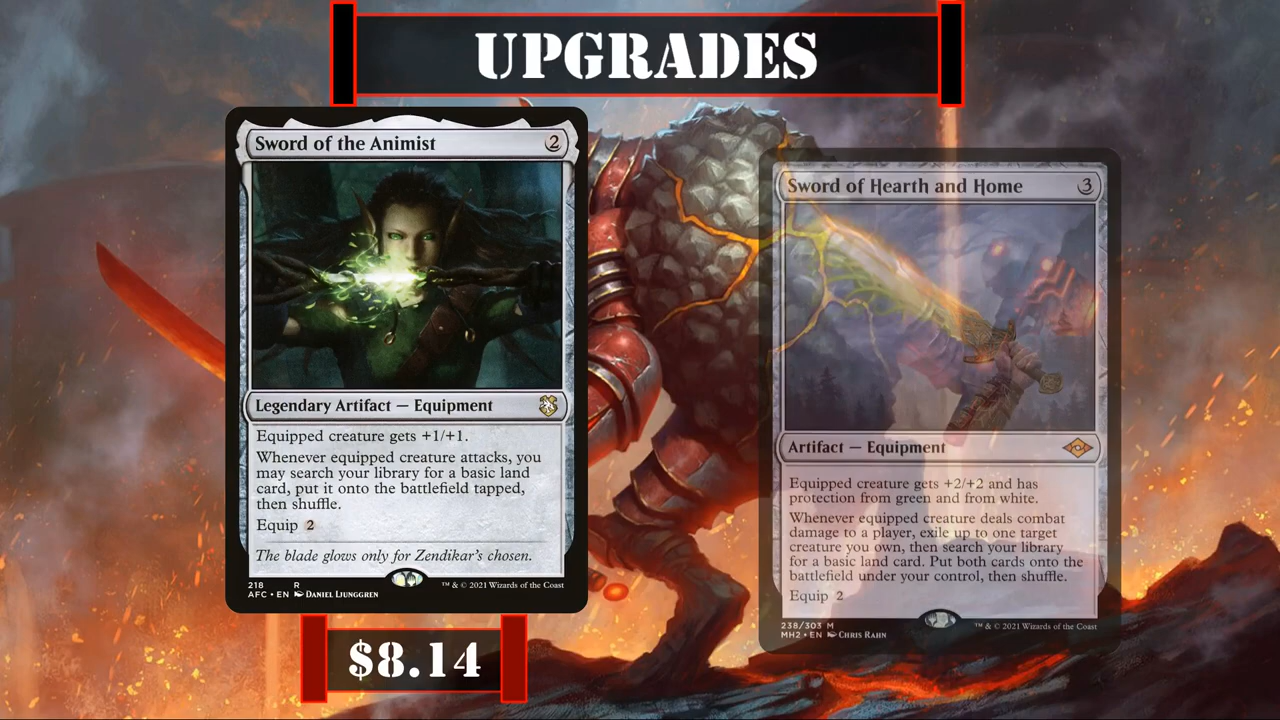 UPGRADES
Sword of the Animist 2
Legendary Artifact — Equipment
Equipped creature gets +1/+1.
Whenever equipped creature attacks, you
may search your library for a basic land
card, put it onto the battlefield tapped,
then shuffle.
Equip 2
The blade glows only for Zendikar's chosen.
218 R
AFC • EN Daniel Ljunggren
™ & © 2021 Wizards of the Coast
$8.14
Sword of Hearth and Home 3
Artifact — Equipment
Equipped creature gets +2/+2 and has
protection from green and from white.
Whenever equipped creature deals combat
damage to a player, exile up to one target
creature you own, then search your library
for a basic land card. Put both cards onto the
battlefield under your control, then shuffle.
Equip 2
238/303 M
MH2 • EN Chris Rahn
™ & © 2021 Wizards of the Coast